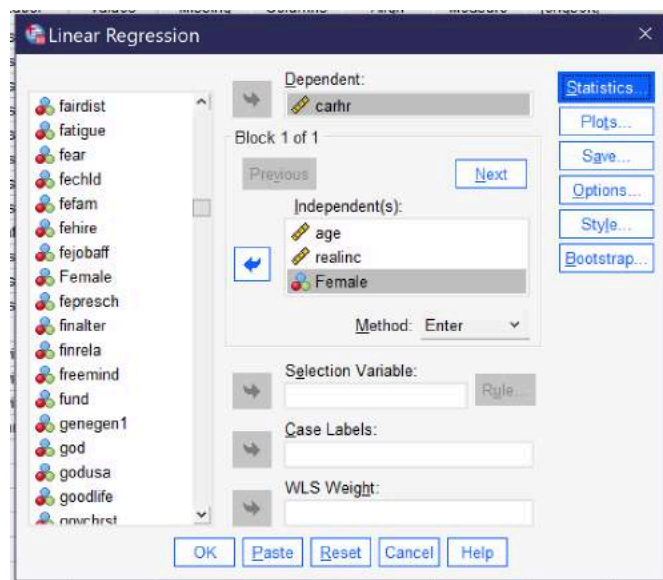 Linear Regression
fairdist
fatigue
fear
fechld
fefam
fehire
fejobaff
Female
fepresch
finalter
finrela
freemind
fund
genegen1
god
godusa
goodlife
Dependent:
carhr
Block 1 of 1
Previous
Next
Independent(s):
age
realinc
Female
Method: Enter
Selection Variable:
Rule...
Case Labels:
WLS Weight:
Statistics...
Plots...
Save...
Options...
Style...
Bootstrap...
OK Paste Reset Cancel Help